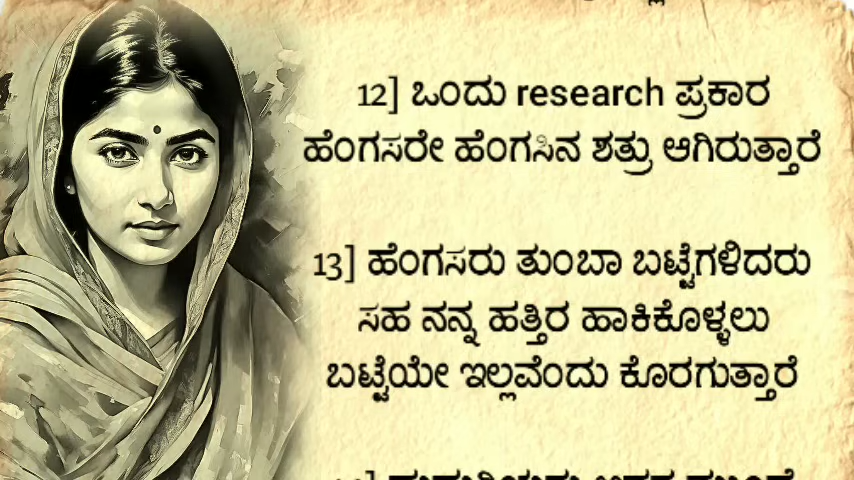 12] ಒಂದು research ಪ್ರಕಾರ
ಹೆಂಗಸರೇ ಹೆಂಗಸಿನ ಶತ್ರು ಆಗಿರುತ್ತಾರೆ
13] ಹೆಂಗಸರು ತುಂಬಾ ಬಟ್ಟೆಗಳಿದರು
ಸಹ ನನ್ನ ಹತ್ತಿರ ಹಾಕಿಕೊಳ್ಳಲು
ಬಟ್ಟೆಯೇ ಇಲ್ಲವೆಂದು ಕೊರಗುತ್ತಾರೆ